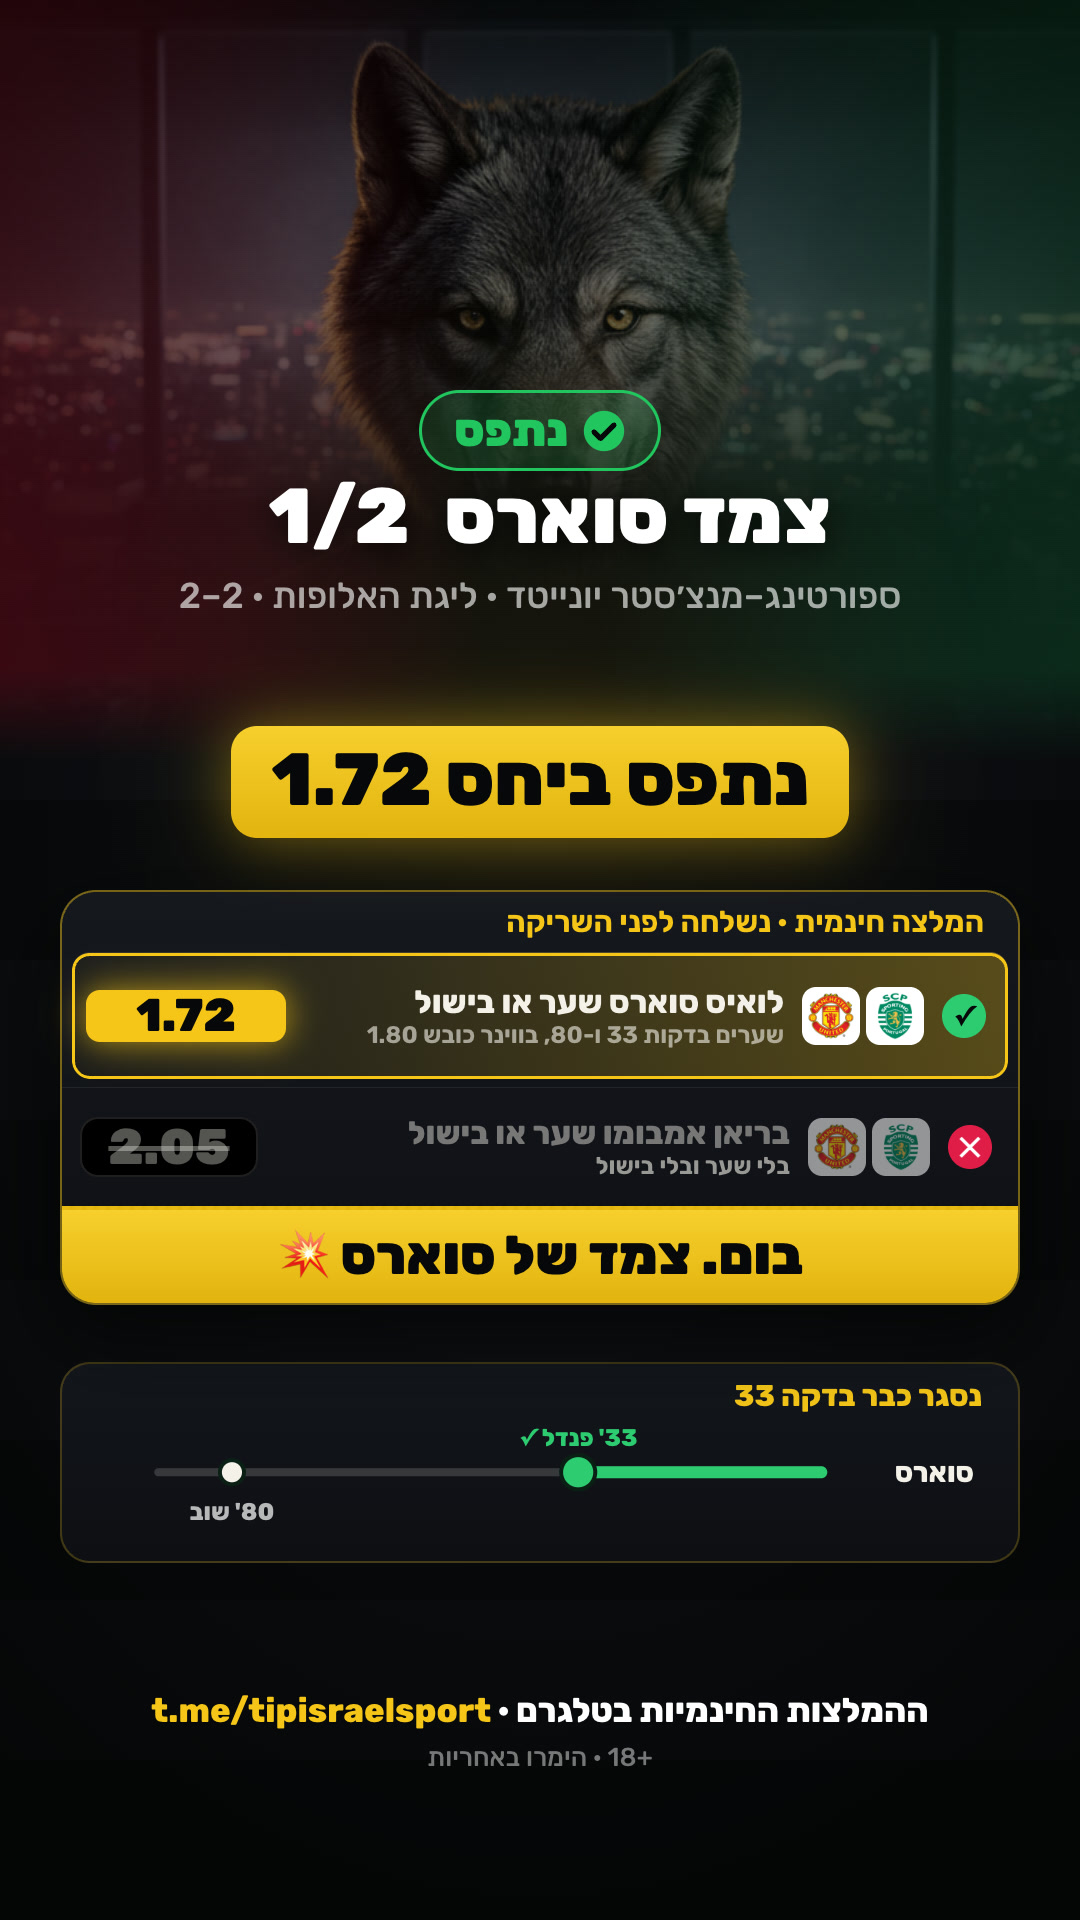 נתפס
צמד סוארס 1/2
ספורטינג–מנצ׳סטר יונייטד • ליגת האלופות • 2–2
נתפס ביחס 1.72
המלצה חינמית • נשלחה לפני השריקה
לואיס סוארס שער או בישול
שערים בדקות 33 ו-80, בווינר כובש 1.80
1.72
בריאן אמבומו שער או בישול
בלי שער ובלי בישול
2.05
בום. צמד של סוארס 💥
נסגר כבר בדקה 33
33' פנדל ✓
סוארס
80' שוב
ההמלצות החינמיות בטלגרם • t.me/tipisraelsport
18+ • הימרו באחריות